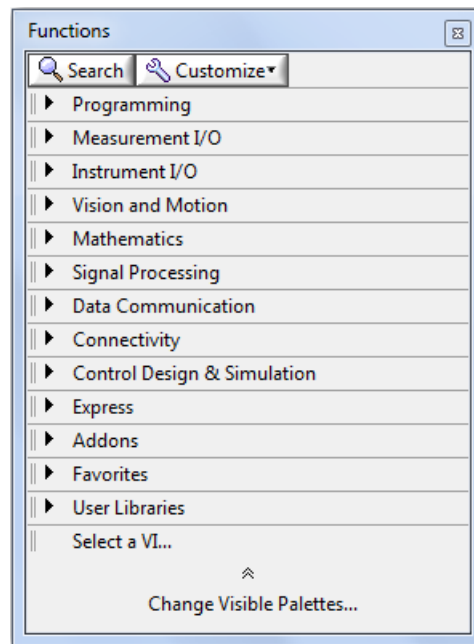 Functions
Search Customize
Programming
Measurement I/O
Instrument I/O
Vision and Motion
Mathematics
Signal Processing
Data Communication
Connectivity
Control Design & Simulation
Express
Addons
Favorites
User Libraries
Select a VI...
Change Visible Palettes...